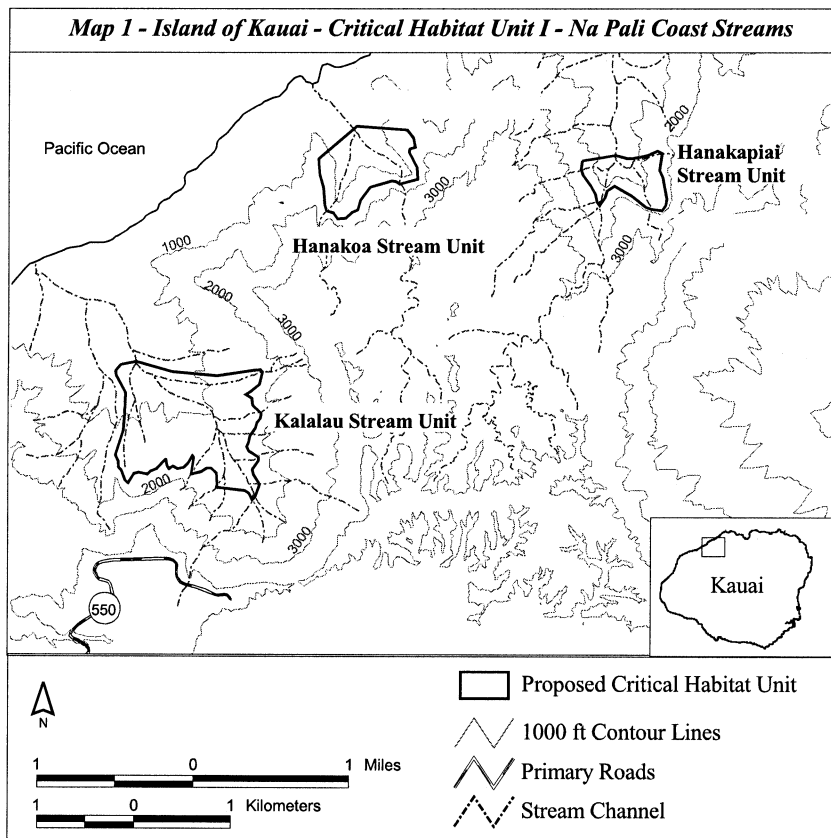 Map 1 - Island of Kauai - Critical Habitat Unit I - Na Pali Coast Streams
Pacific Ocean
2000
Hanakapiai
Stream Unit
3000
Hanakoa Stream Unit
1000
3000
2000
3000
Kalalau Stream Unit
2000
3000
550
Kauai
N
1 0 1 Miles
1 0 1 Kilometers
Proposed Critical Habitat Unit
1000 ft Contour Lines
Primary Roads
Stream Channel